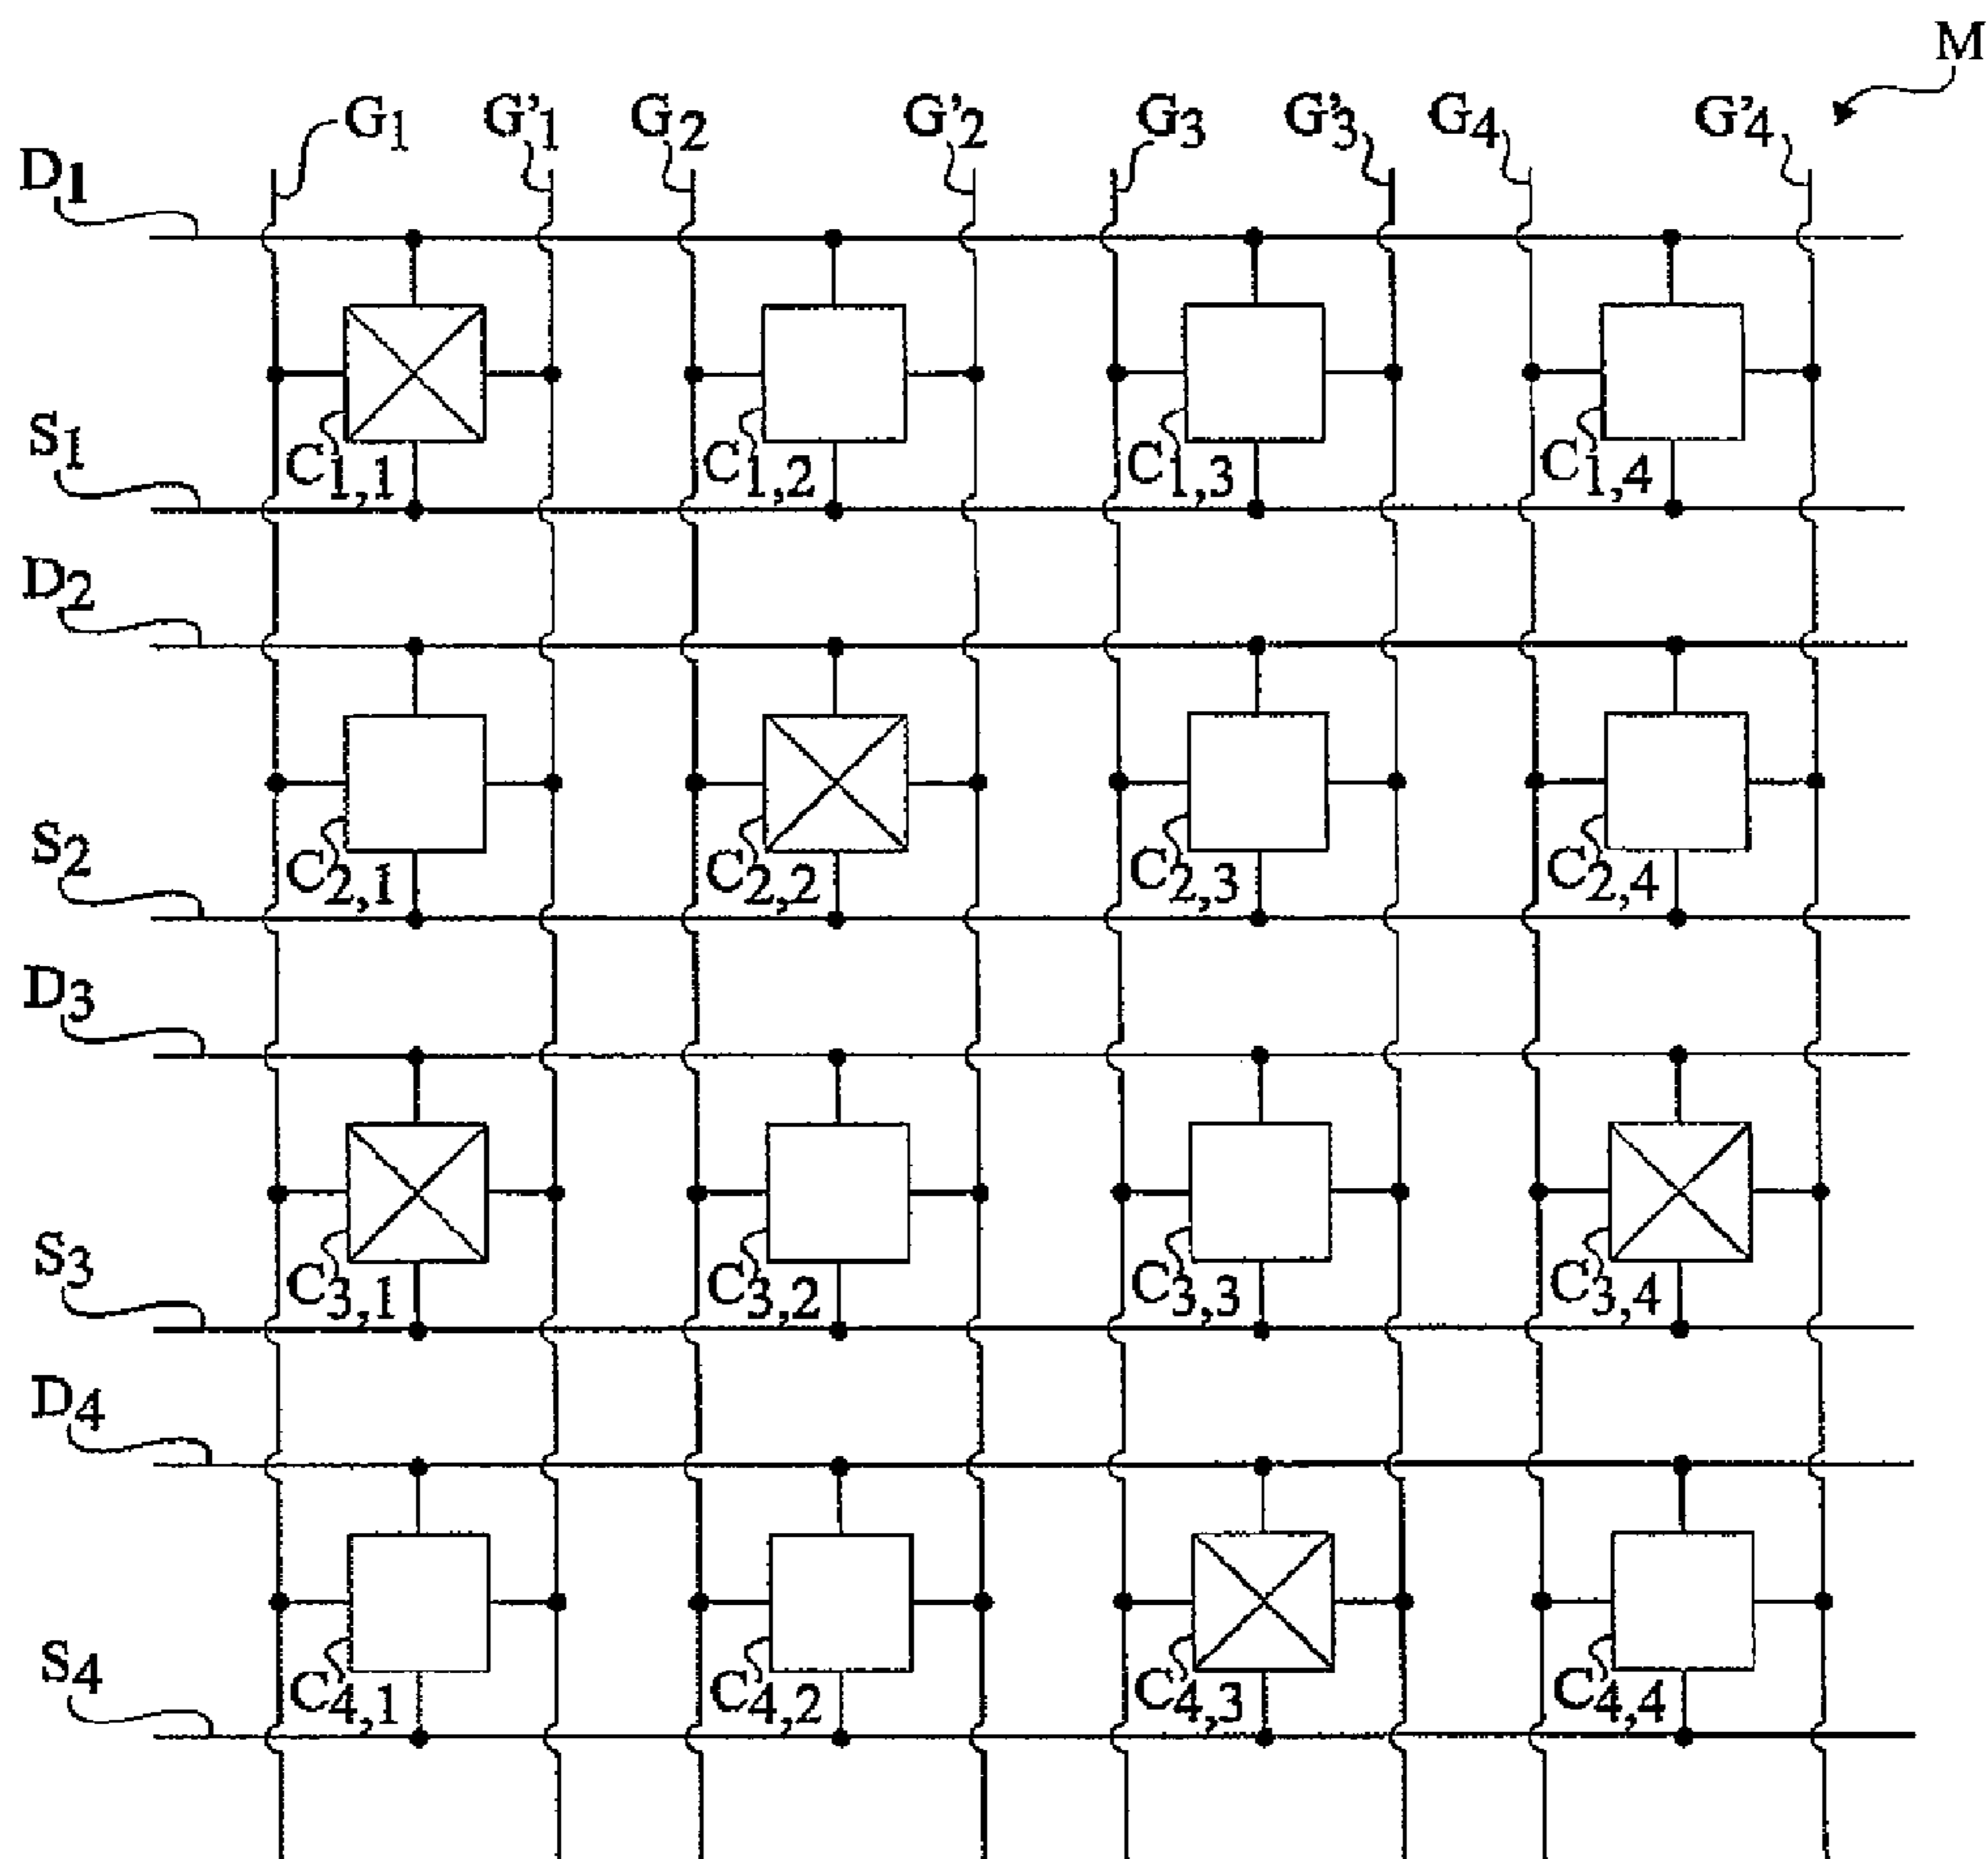 M
G1 G'1 G2 G'2 G3 G'3 G4 G'4
D1
S1
C1,1 C1,2 C1,3 C1,4
D2
S2
C2,1 C2,2 C2,3 C2,4
D3
S3
C3,1 C3,2 C3,3 C3,4
D4
S4
C4,1 C4,2 C4,3 C4,4